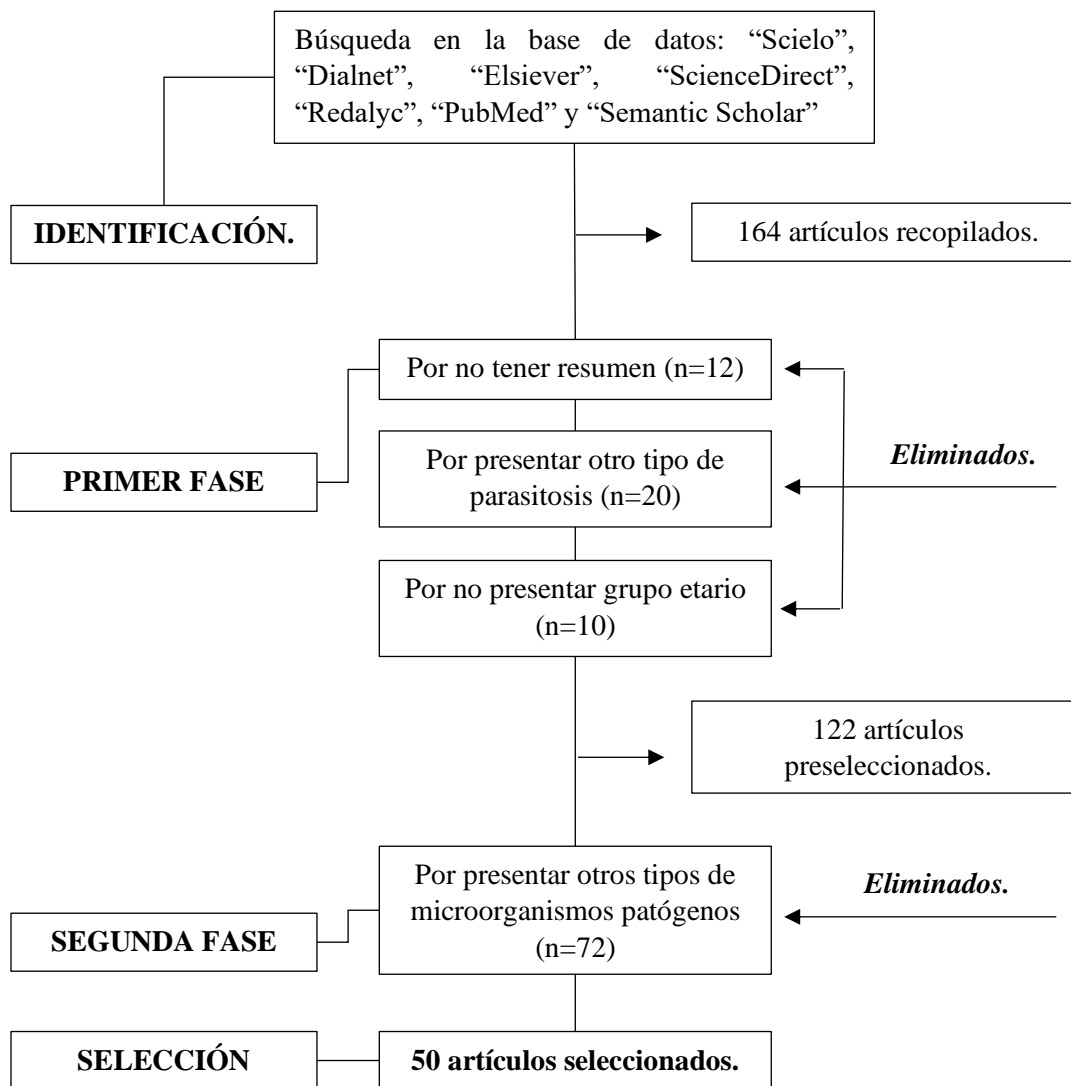 Búsqueda en la base de datos: “Scielo”,
“Dialnet”, “Elsiever”, “ScienceDirect”,
“Redalyc”, “PubMed” y “Semantic Scholar”
IDENTIFICACIÓN.
164 artículos recopilados.
Por no tener resumen (n=12)
PRIMER FASE
Por presentar otro tipo de
parasitosis (n=20)
Eliminados.
Por no presentar grupo etario
(n=10)
122 artículos
preseleccionados.
Por presentar otros tipos de
microorganismos patógenos
(n=72)
Eliminados.
SEGUNDA FASE
SELECCIÓN
50 artículos seleccionados.